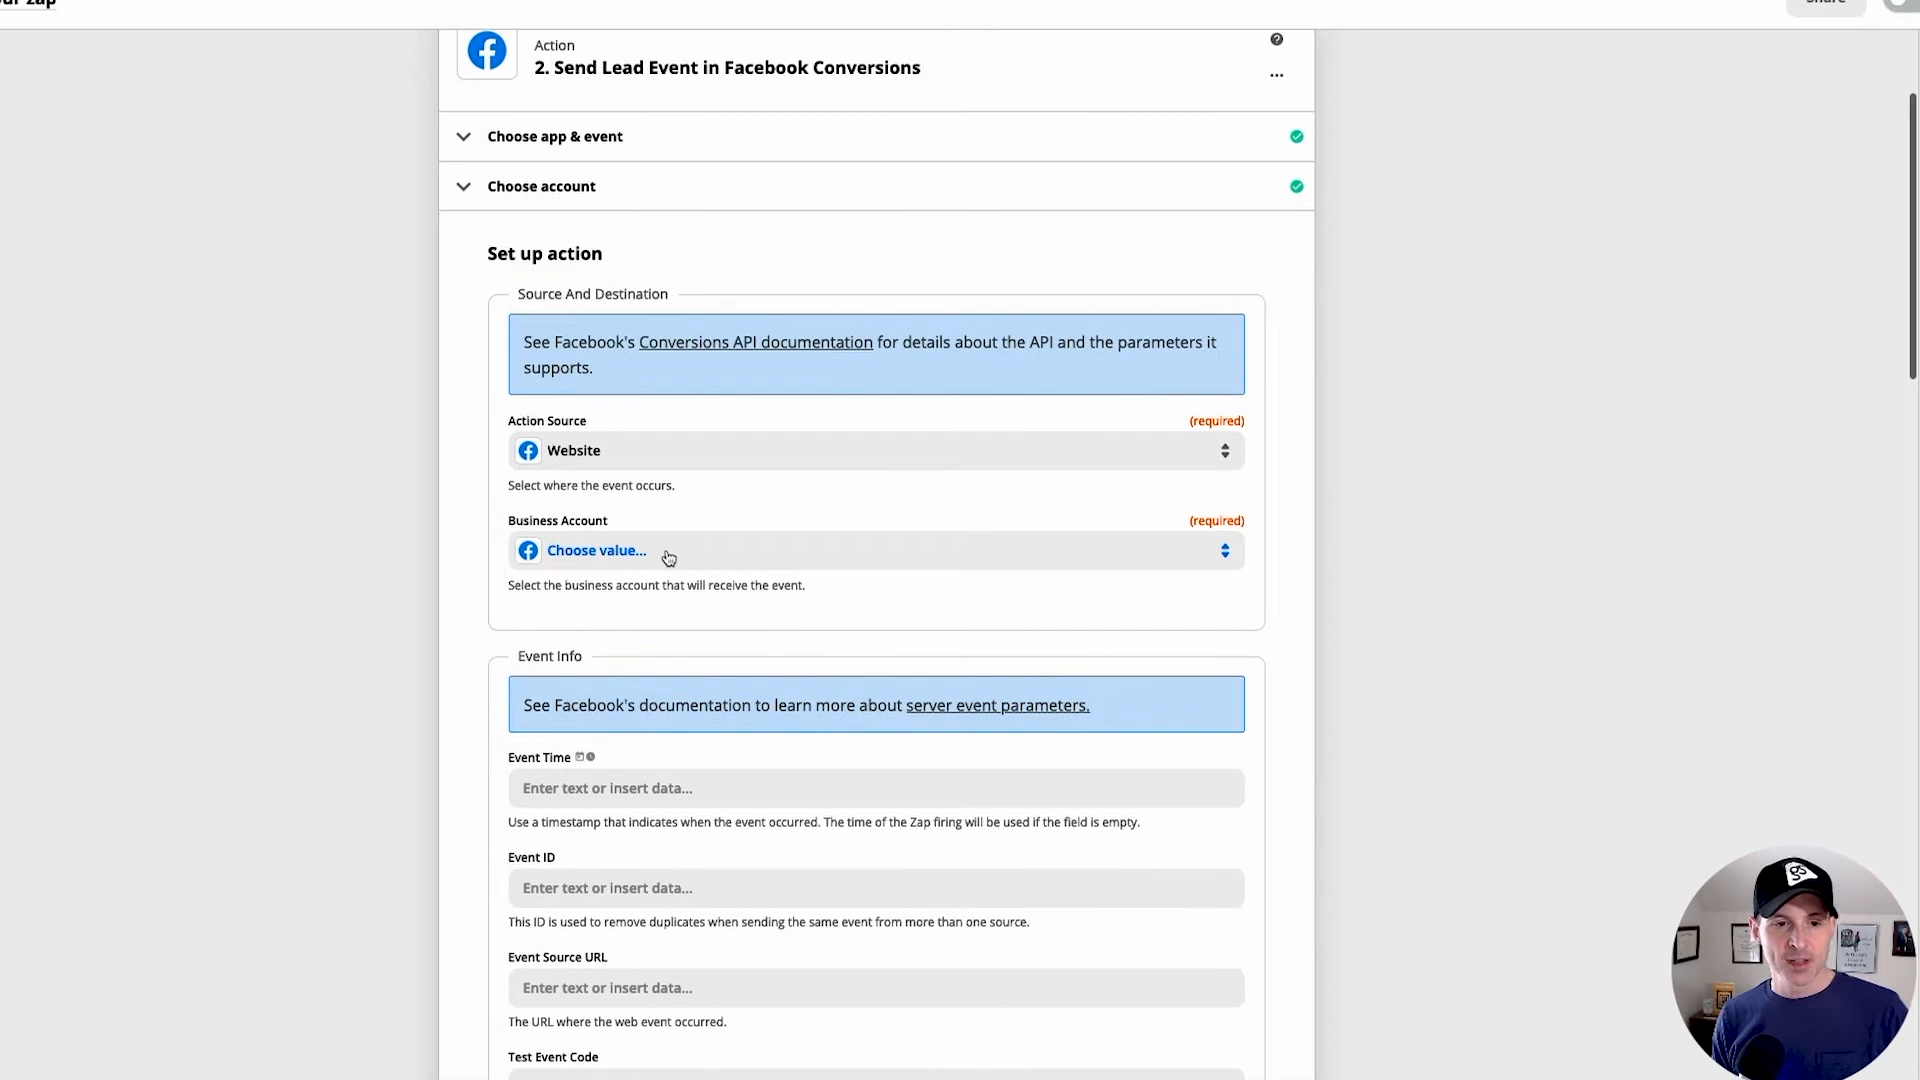 Action
2. Send Lead Event in Facebook Conversions
Choose app & event
Choose account
Set up action
Source And Destination
See Facebook's Conversions API documentation for details about the API and the parameters it
supports.
Action Source
(required)
Website
Select where the event occurs.
Business Account
(required)
Choose value...
Select the business account that will receive the event.
Event Info
See Facebook's documentation to learn more about server event parameters.
Event Time
Enter text or insert data...
Use a timestamp that indicates when the event occurred. The time of the Zap firing will be used if the field is empty.
Event ID
Enter text or insert data...
This ID is used to remove duplicates when sending the same event from more than one source.
Event Source URL
Enter text or insert data...
The URL where the web event occurred.
Test Event Code